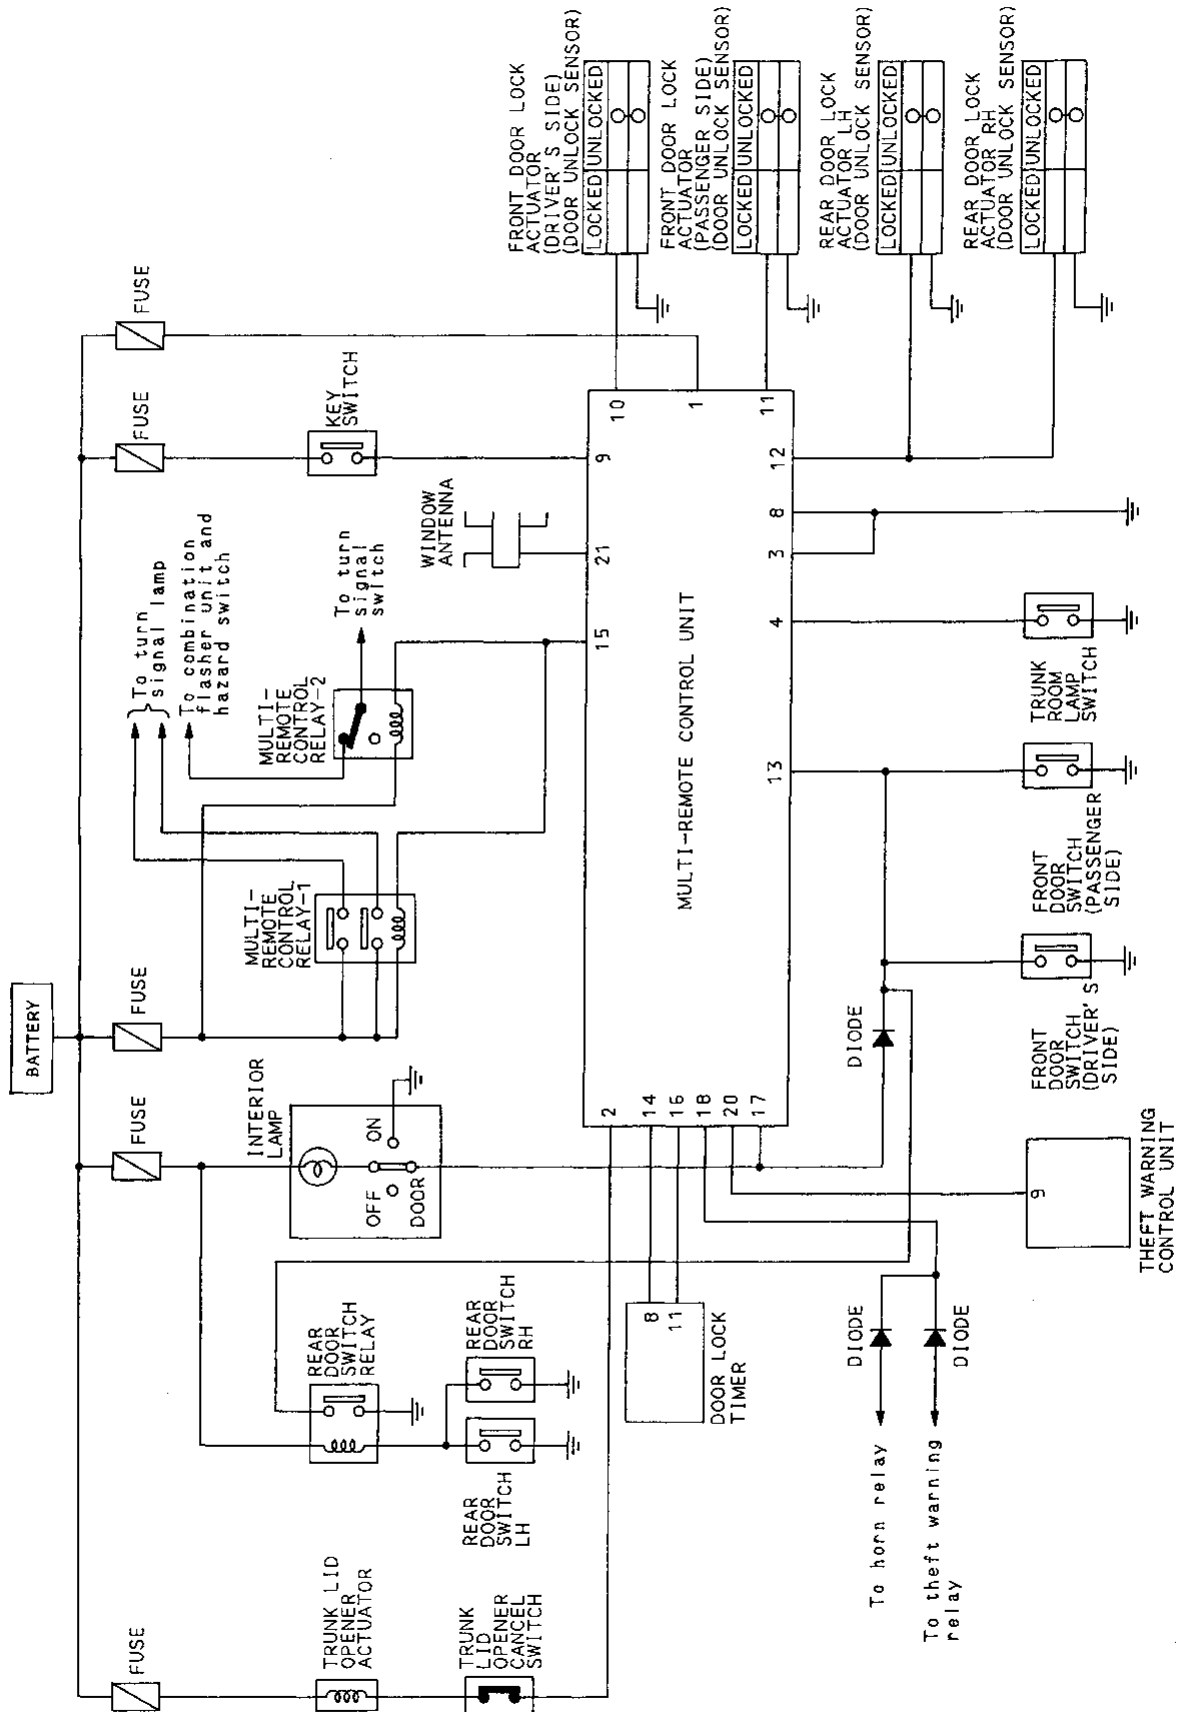 BATTERY
FUSE
FUSE
FUSE
FUSE
FUSE
TRUNK LID
OPENER
ACTUATOR
TRUNK
LID
OPENER
CANCEL
SWITCH
REAR
DOOR
SWITCH
RELAY
REAR
DOOR
SWITCH
LH
REAR
DOOR
SWITCH
RH
INTERIOR
LAMP
OFF
ON
DOOR
MULTI-
REMOTE
CONTROL
RELAY-1
MULTI-
REMOTE
CONTROL
RELAY-2
To turn
signal lamp
To combination
flasher unit and
hazard switch
To turn
signal
switch
WINDOW
ANTENNA
KEY
SWITCH
FRONT DOOR LOCK
ACTUATOR
(DRIVER'S SIDE)
(DOOR UNLOCK SENSOR)
LOCKED UNLOCKED
FRONT DOOR LOCK
ACTUATOR
(PASSENGER SIDE)
(DOOR UNLOCK SENSOR)
LOCKED UNLOCKED
REAR DOOR LOCK
ACTUATOR LH
(DOOR UNLOCK SENSOR)
LOCKED UNLOCKED
REAR DOOR LOCK
ACTUATOR RH
(DOOR UNLOCK SENSOR)
LOCKED UNLOCKED
2
14
16
18
20
17
15
21
9
10
1
11
12
8
3
4
13
MULTI-REMOTE CONTROL UNIT
8
11
DOOR LOCK
TIMER
DIODE
DIODE
DIODE
To horn relay
To theft warning
relay
9
THEFT WARNING
CONTROL UNIT
FRONT
DOOR
SWITCH
(DRIVER'S
SIDE)
FRONT
DOOR
SWITCH
(PASSENGER
SIDE)
TRUNK
ROOM
LAMP
SWITCH